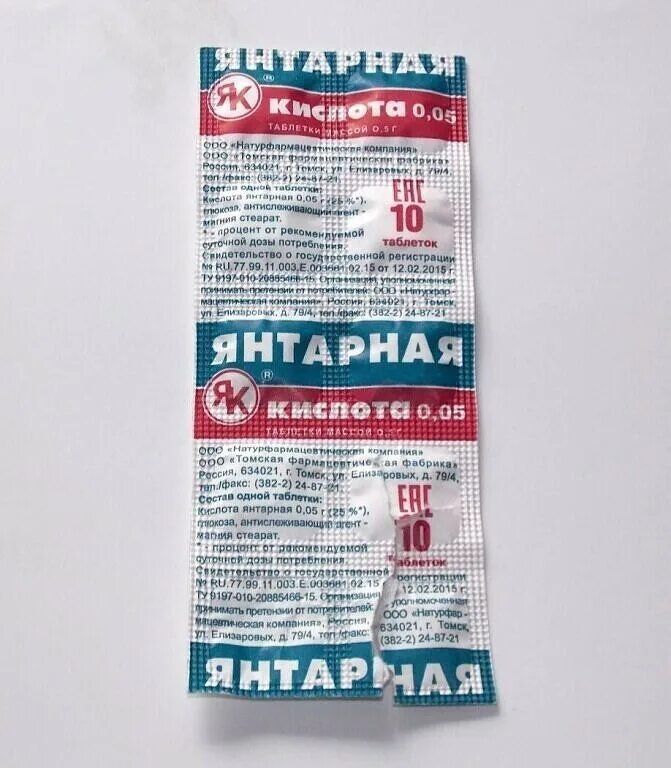 ЯНТАРНАЯ
ЯК ®
кислота 0,05
ТАБЛЕТКИ МАССОЙ 0,5 Г
ООО «Натурфармацевтическая компания»
ООО «Томская фармацевтическая фабрика»
Россия, 634021, г. Томск, ул. Елизаровых, д. 79/4,
тел./факс: (382-2) 24-87-21
Состав одной таблетки:
Кислота янтарная 0,05 г (25 %*),
глюкоза, антислеживающий агент -
магния стеарат.
* - процент от рекомендуемой
суточной дозы потребления.
EAC
10
таблеток
Свидетельство о государственной регистрации
№ RU.77.99.11.003.Е.003681.02.15 от 12.02.2015 г.
ТУ 9197-010-20885466-15. Организация, уполномоченная
принимать претензии от потребителей: ООО «Натурфар-
мацевтическая компания», Россия, 634021, г. Томск,
ул. Елизаровых, д. 79/4, тел./факс: (382-2) 24-87-21
ЯНТАРНАЯ
ЯК ®
кислота 0,05
ТАБЛЕТКИ МАССОЙ 0,5 Г
ООО «Натурфармацевтическая компания»
ООО «Томская фармацевтическая фабрика»
Россия, 634021, г. Томск, ул. Елизаровых, д. 79/4,
тел./факс: (382-2) 24-87-21
Состав одной таблетки:
Кислота янтарная 0,05 г (25 %*),
глюкоза, антислеживающий агент -
магния стеарат.
* - процент от рекомендуемой
суточной дозы потребления.
EAC
10
таблеток
Свидетельство о государственной регистрации
№ RU.77.99.11.003.Е.003681.02.15 12.02.2015 г.
ТУ 9197-010-20885466-15. Организация уполномоченная
принимать претензии от потребителей: ООО «Натурфар-
мацевтическая компания», Россия, 634021, г. Томск,
ул. Елизаровых, д. 79/4, тел./факс: (382-2) 24-87-21
ЯНТАРНАЯ